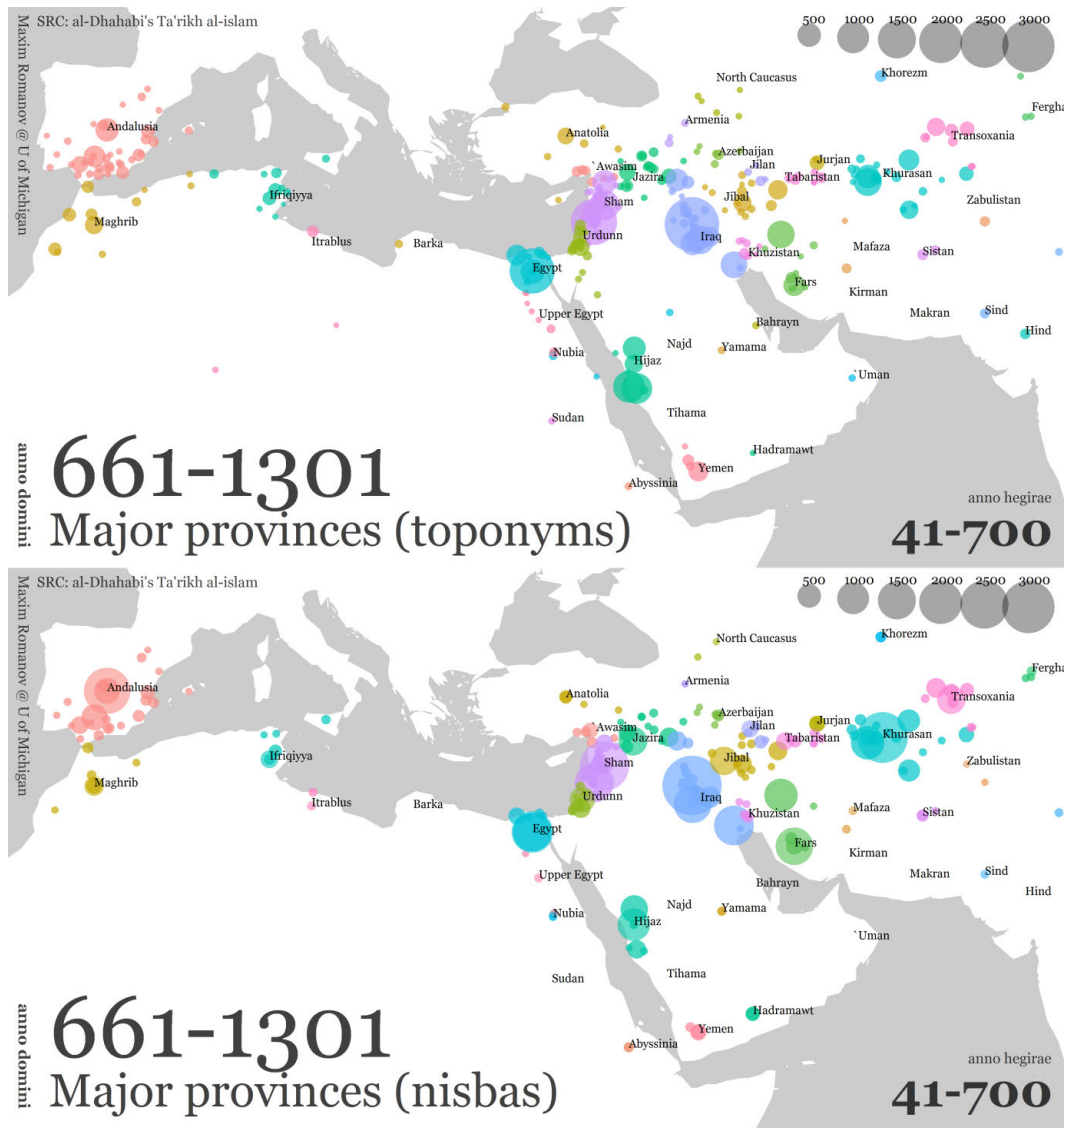 SRC: al-Dhahabi's Ta'rikh al-islam
Maxim Romanov @ U of Michigan
500 1000 1500 2000 2500 3000
North Caucasus
Khorezm
Fergha
Andalusia
Armenia
Anatolia
Transoxania
Azerbaijan
Jilan
Jurjan
`Awasim
Jazira
Tabaristan
Khurasan
Ifriqiyya
Sham
Jibal
Zabulistan
Maghrib
Urdunn
Iraq
Itrablus
Barka
Khuzistan
Mafaza
Sistan
Egypt
Fars
Kirman
Upper Egypt
Bahrayn
Makran
Sind
Hind
Nubia
Najd
Yamama
Hijaz
`Uman
Sudan
Tihama
Hadramawt
Yemen
Abyssinia
anno domini
661-1301
Major provinces (toponyms)
anno hegirae
41-700
SRC: al-Dhahabi's Ta'rikh al-islam
Maxim Romanov @ U of Michigan
500 1000 1500 2000 2500 3000
North Caucasus
Khorezm
Fergha
Andalusia
Armenia
Anatolia
Transoxania
Azerbaijan
Jilan
Jurjan
`Awasim
Jazira
Tabaristan
Khurasan
Ifriqiyya
Sham
Jibal
Zabulistan
Maghrib
Urdunn
Iraq
Itrablus
Barka
Khuzistan
Mafaza
Sistan
Egypt
Fars
Kirman
Upper Egypt
Bahrayn
Makran
Sind
Hind
Nubia
Najd
Yamama
Hijaz
`Uman
Sudan
Tihama
Hadramawt
Yemen
Abyssinia
anno domini
661-1301
Major provinces (nisbas)
anno hegirae
41-700